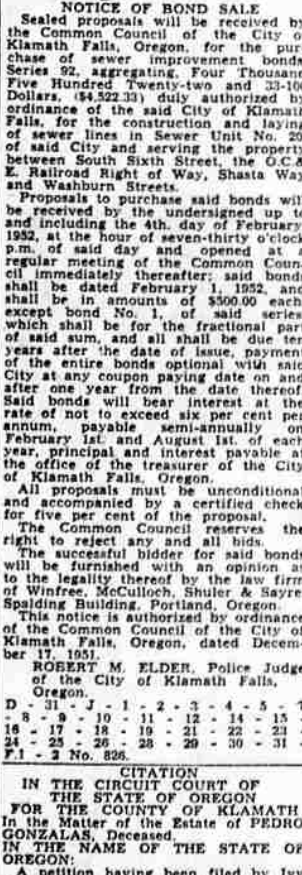 NOTICE OF BOND SALE
Sealed proposals will be received by
the Common Council of the City of
Klamath Falls, Oregon, for the pur-
chase of sewer improvement bonds
Series 92, aggregating, Four Thousand
Five Hundred Twenty-two and 33-100
Dollars, ($4,522.33) duly authorized by
ordinance of the said City of Klamath
Falls, for the construction and laying
of sewer lines in Sewer Unit No.
of said City and serving the property
between South Sixth Street, the O.C.&
E. Railroad Right of Way, Shasta Way
and Washburn Streets.
Proposals to purchase said bonds will
be received by the undersigned up to
and including the 4th. day of February
1952, at the hour of seven-thirty o'clock
p.m. of said day and opened at a
regular meeting of the Common Coun-
cil immediately thereafter; said bonds
shall be dated February 1, 1952, and
shall be in amounts of $500.00 each
except bond No. 1, of said series
which shall be for the fractional part
of said sum, and all shall be due ten
years after the date of issue, payment
of the entire bonds optional with said
City at any coupon paying date on and
after one year from the date thereof
Said bonds will bear interest at the
rate of not to exceed six per cent per
annum, payable semi-annually on
February 1st. and August 1st. of each
year, principal and interest payable at
the office of the treasurer of the City
of Klamath Falls, Oregon.
All proposals must be unconditional
and accompanied by a certified check
for five per cent of the proposal.
The Common Council reserves the
right to reject any and all bids.
The successful bidder for said bonds
will be furnished with an opinion as
to the legality thereof by the law firm
of Winfree, McCulloch, Shuler & Sayre
Spalding Building, Portland, Oregon.
This notice is authorized by ordinance
of the Common Council of the City of
Klamath Falls, Oregon, dated Decem-
ber 17, 1951.
ROBERT M. ELDER, Police Judge
of the City of Klamath Falls,
Oregon.
D - 31 - J - 1 - 2 - 3 - 4 - 5 - 7
- 8 - 9 - 10 - 11 - 12 - 14 - 15 -
16 - 17 - 18 - 19 - 21 - 22 - 23 -
24 - 25 - 26 - 28 - 29 - 30 - 31 -
F.1 - 2 No. 826.
CITATION
IN THE CIRCUIT COURT OF
THE STATE OF OREGON
FOR THE COUNTY OF KLAMATH
In the Matter of the Estate of PEDRO
GONZALAS, Deceased.
IN THE NAME OF THE STATE OF
OREGON:
A petition having been filed by Ivy